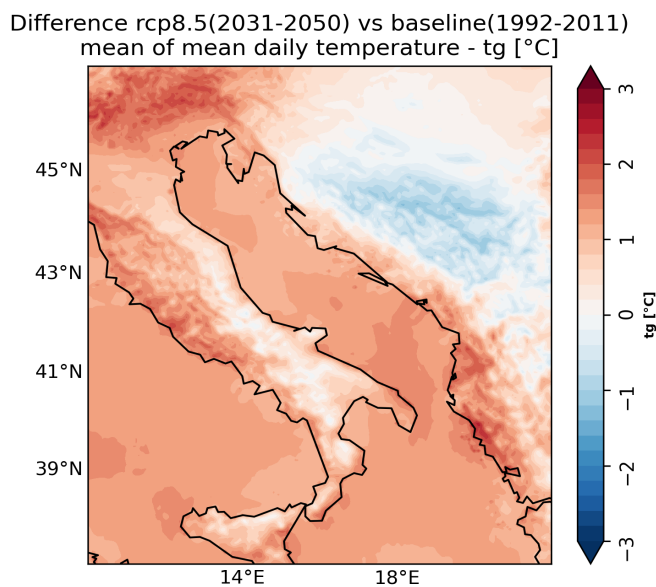 Difference rcp8.5(2031-2050) vs baseline(1992-2011)
mean of mean daily temperature - tg [°C]
45°N
43°N
41°N
39°N
14°E
18°E
3
2
1
0
−1
−2
−3
tg [°C]